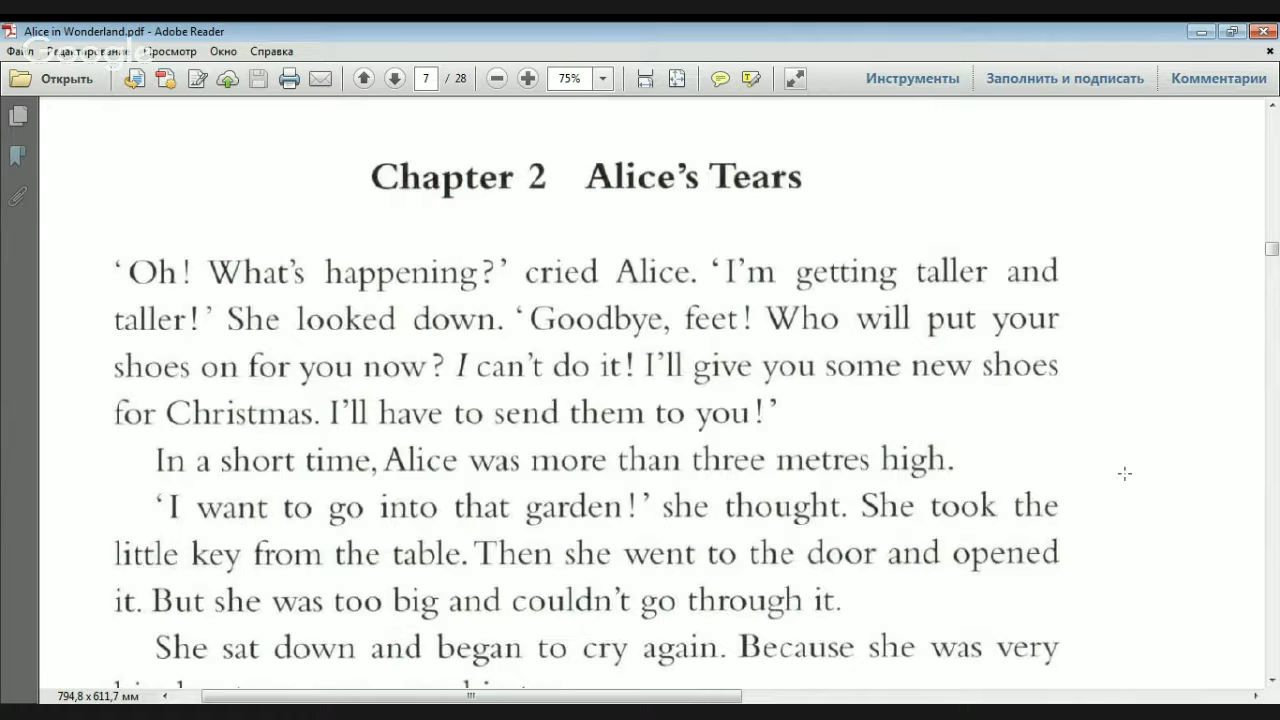 Alice in Wonderland.pdf - Adobe Reader
Файл Редактирование Просмотр Окно Справка
Google
Открыть 7 / 28 75% Инструменты Заполнить и подписать Комментарии
Chapter 2 Alice's Tears
‘Oh! What's happening?’ cried Alice. ‘I'm getting taller and
taller!’ She looked down. ‘Goodbye, feet! Who will put your
shoes on for you now? I can't do it! I'll give you some new shoes
for Christmas. I'll have to send them to you!’
In a short time, Alice was more than three metres high.
‘I want to go into that garden!’ she thought. She took the
little key from the table. Then she went to the door and opened
it. But she was too big and couldn't go through it.
She sat down and began to cry again. Because she was very
794,8 x 611,7 мм